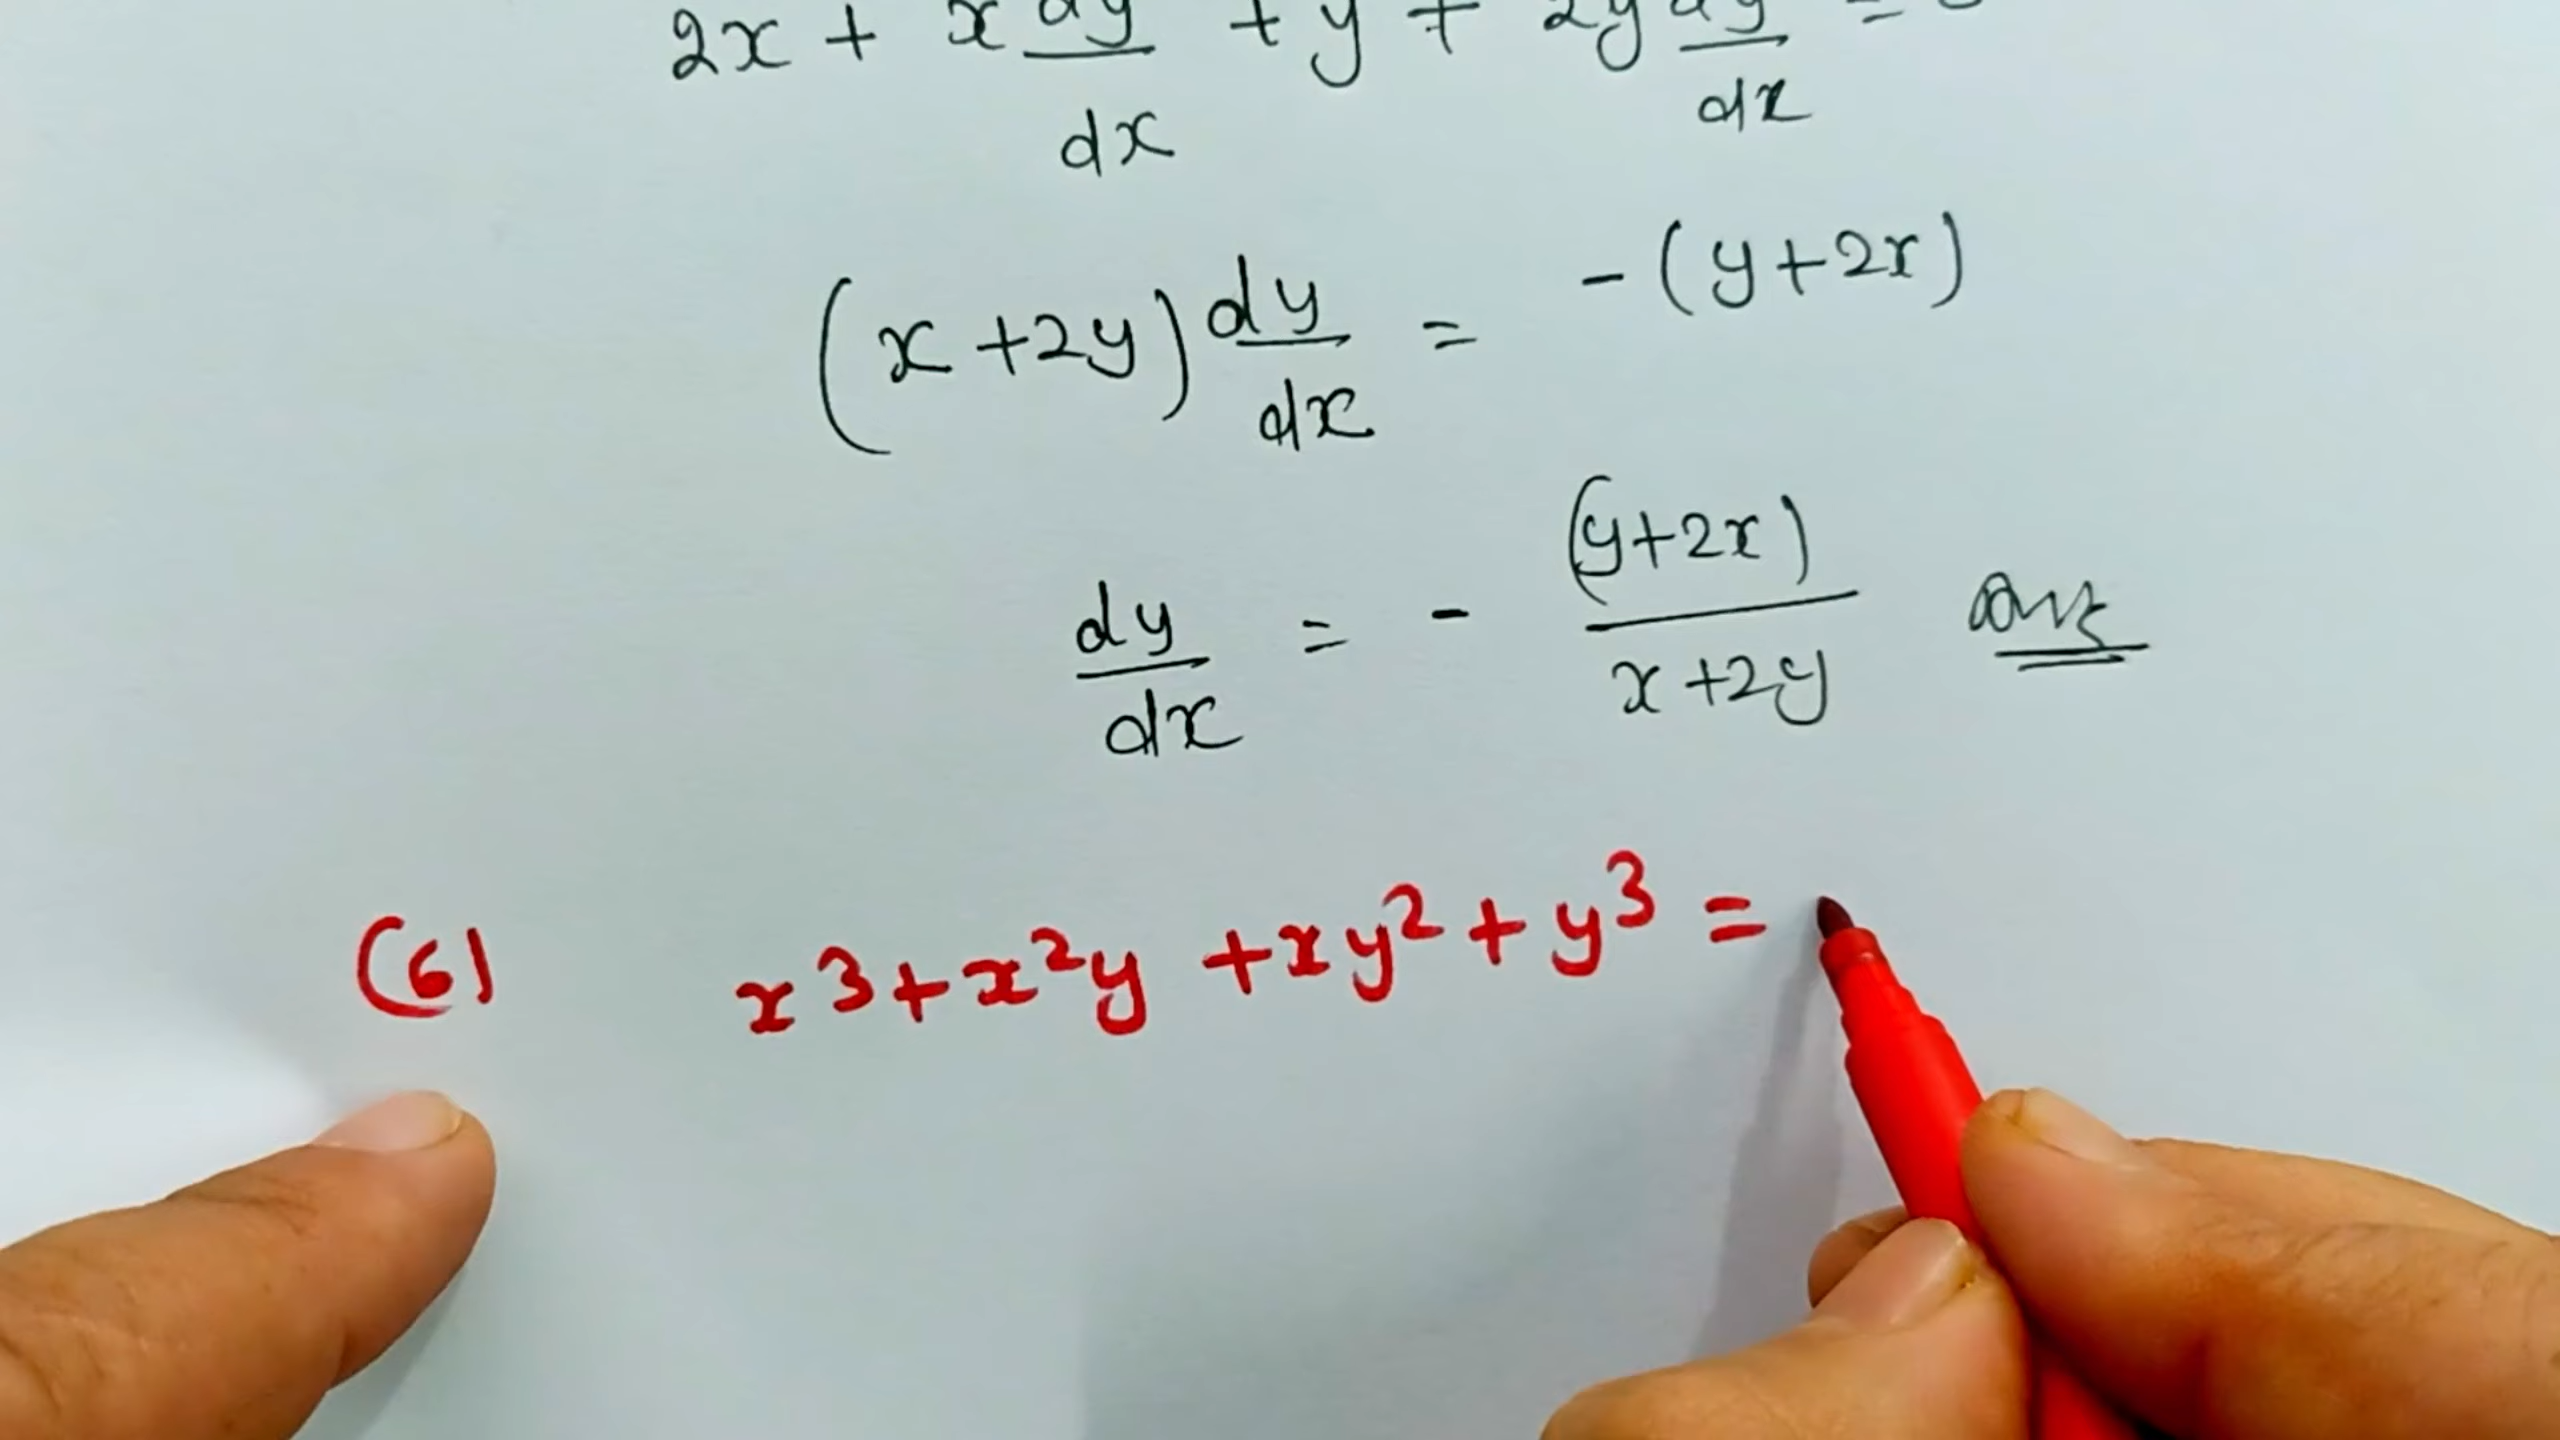 2x + x dy/dx + y + 2y dy/dx =
(x+2y) dy/dx = -(y+2x)
dy/dx = - (y+2x)/(x+2y) ans
(6) x³+x²y+xy²+y³ =